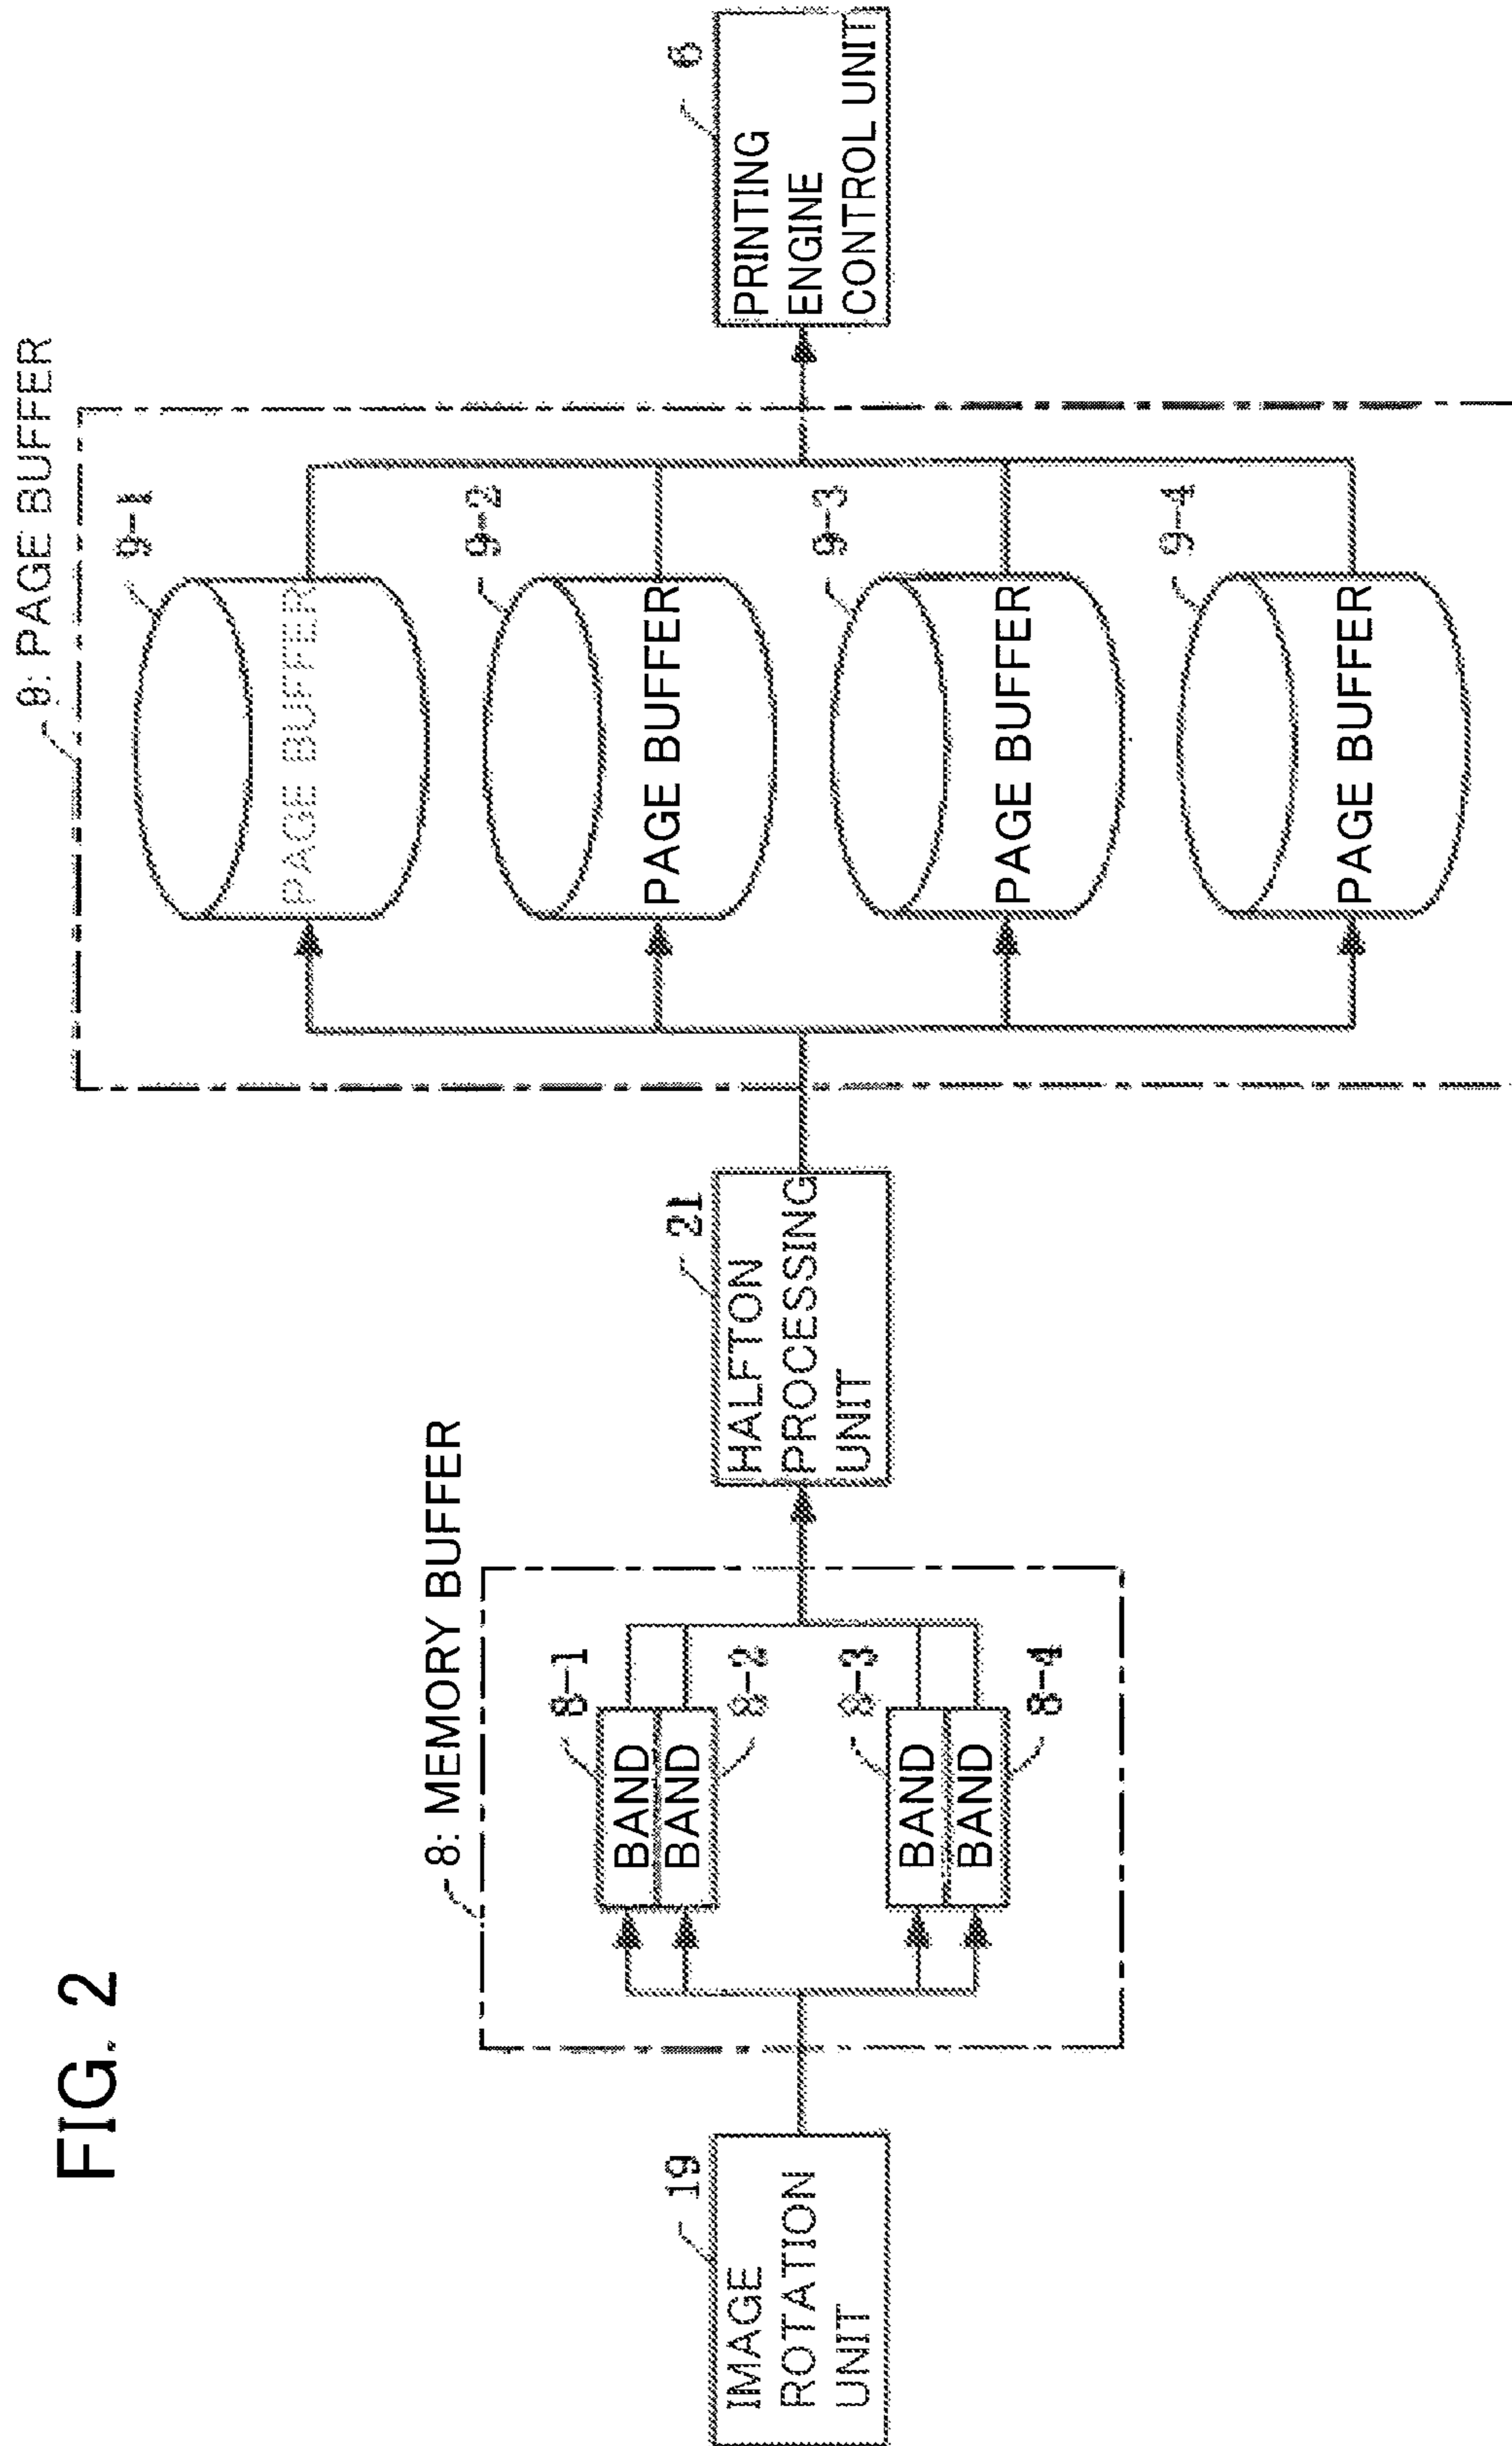 FIG. 2
IMAGE
ROTATION
UNIT
19
8: MEMORY BUFFER
8-1
BAND
BAND
8-2
8-3
BAND
BAND
8-4
HALFTON
PROCESSING
UNIT
21
9: PAGE BUFFER
9-1
PAGE BUFFER
9-2
PAGE BUFFER
9-3
PAGE BUFFER
9-4
PAGE BUFFER
PRINTING
ENGINE
CONTROL UNIT
6